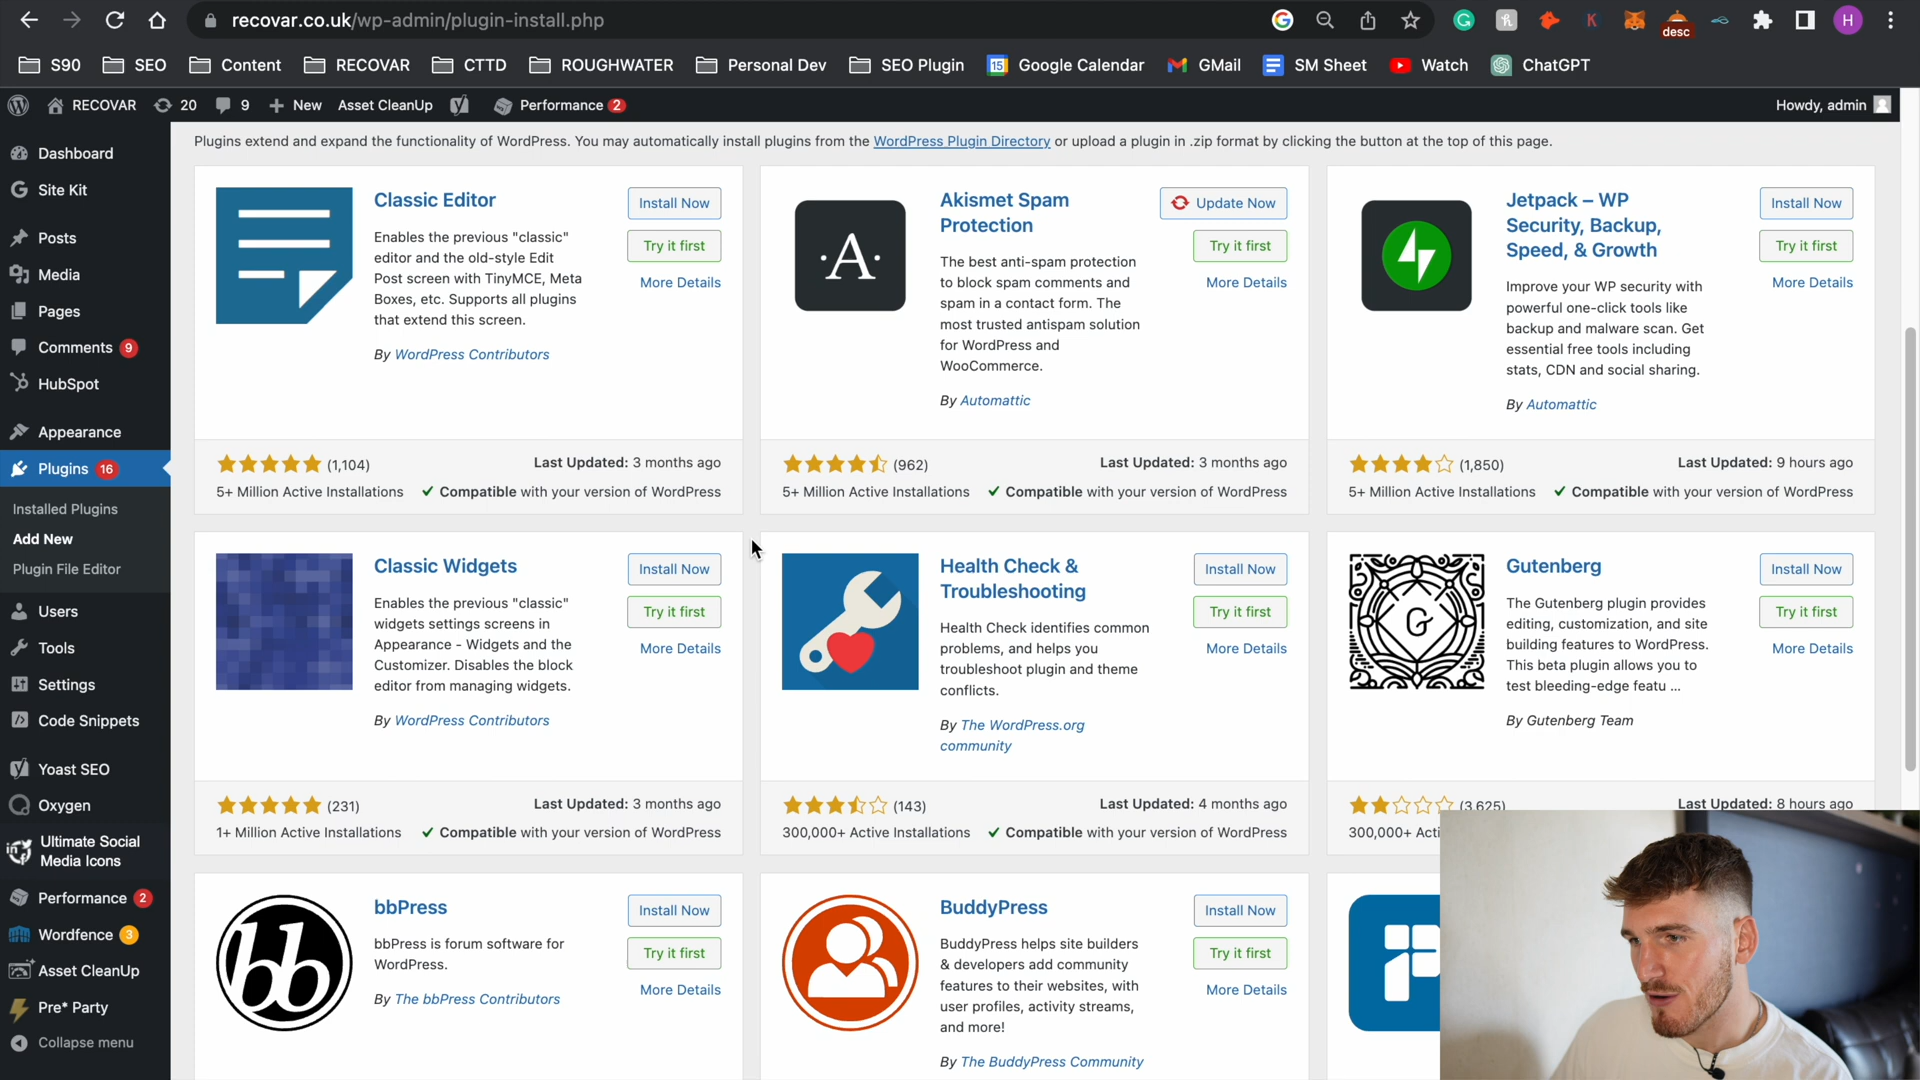 recovar.co.uk/wp-admin/plugin-install.php
desc
H
S90
SEO
Content
RECOVAR
CTTD
ROUGHWATER
Personal Dev
SEO Plugin
15
Google Calendar
GMail
SM Sheet
Watch
ChatGPT
RECOVAR
20
9
New
Asset CleanUp
Performance 2
Howdy, admin
Dashboard
Site Kit
Posts
Media
Pages
Comments 9
HubSpot
Appearance
Plugins 16
Installed Plugins
Add New
Plugin File Editor
Users
Tools
Settings
Code Snippets
Yoast SEO
Oxygen
Ultimate Social
Media Icons
Performance 2
Wordfence 3
Asset CleanUp
Pre* Party
Collapse menu
Plugins extend and expand the functionality of WordPress. You may automatically install plugins from the WordPress Plugin Directory or upload a plugin in .zip format by clicking the button at the top of this page.
Classic Editor
Install Now
Try it first
More Details
Enables the previous "classic"
editor and the old-style Edit
Post screen with TinyMCE, Meta
Boxes, etc. Supports all plugins
that extend this screen.
By WordPress Contributors
(1,104)
Last Updated: 3 months ago
5+ Million Active Installations
Compatible with your version of WordPress
·A·
Akismet Spam
Protection
Update Now
Try it first
More Details
The best anti-spam protection
to block spam comments and
spam in a contact form. The
most trusted antispam solution
for WordPress and
WooCommerce.
By Automattic
(962)
Last Updated: 3 months ago
5+ Million Active Installations
Compatible with your version of WordPress
Jetpack – WP
Security, Backup,
Speed, & Growth
Install Now
Try it first
More Details
Improve your WP security with
powerful one-click tools like
backup and malware scan. Get
essential free tools including
stats, CDN and social sharing.
By Automattic
(1,850)
Last Updated: 9 hours ago
5+ Million Active Installations
Compatible with your version of WordPress
Classic Widgets
Install Now
Try it first
More Details
Enables the previous "classic"
widgets settings screens in
Appearance - Widgets and the
Customizer. Disables the block
editor from managing widgets.
By WordPress Contributors
(231)
Last Updated: 3 months ago
1+ Million Active Installations
Compatible with your version of WordPress
Health Check &
Troubleshooting
Install Now
Try it first
More Details
Health Check identifies common
problems, and helps you
troubleshoot plugin and theme
conflicts.
By The WordPress.org
community
(143)
Last Updated: 4 months ago
300,000+ Active Installations
Compatible with your version of WordPress
G
Gutenberg
Install Now
Try it first
More Details
The Gutenberg plugin provides
editing, customization, and site
building features to WordPress.
This beta plugin allows you to
test bleeding-edge featu ...
By Gutenberg Team
(3,625)
Last Updated: 8 hours ago
300,000+ Acti
bb
bbPress
Install Now
Try it first
More Details
bbPress is forum software for
WordPress.
By The bbPress Contributors
BuddyPress
Install Now
Try it first
More Details
BuddyPress helps site builders
& developers add community
features to their websites, with
user profiles, activity streams,
and more!
By The BuddyPress Community